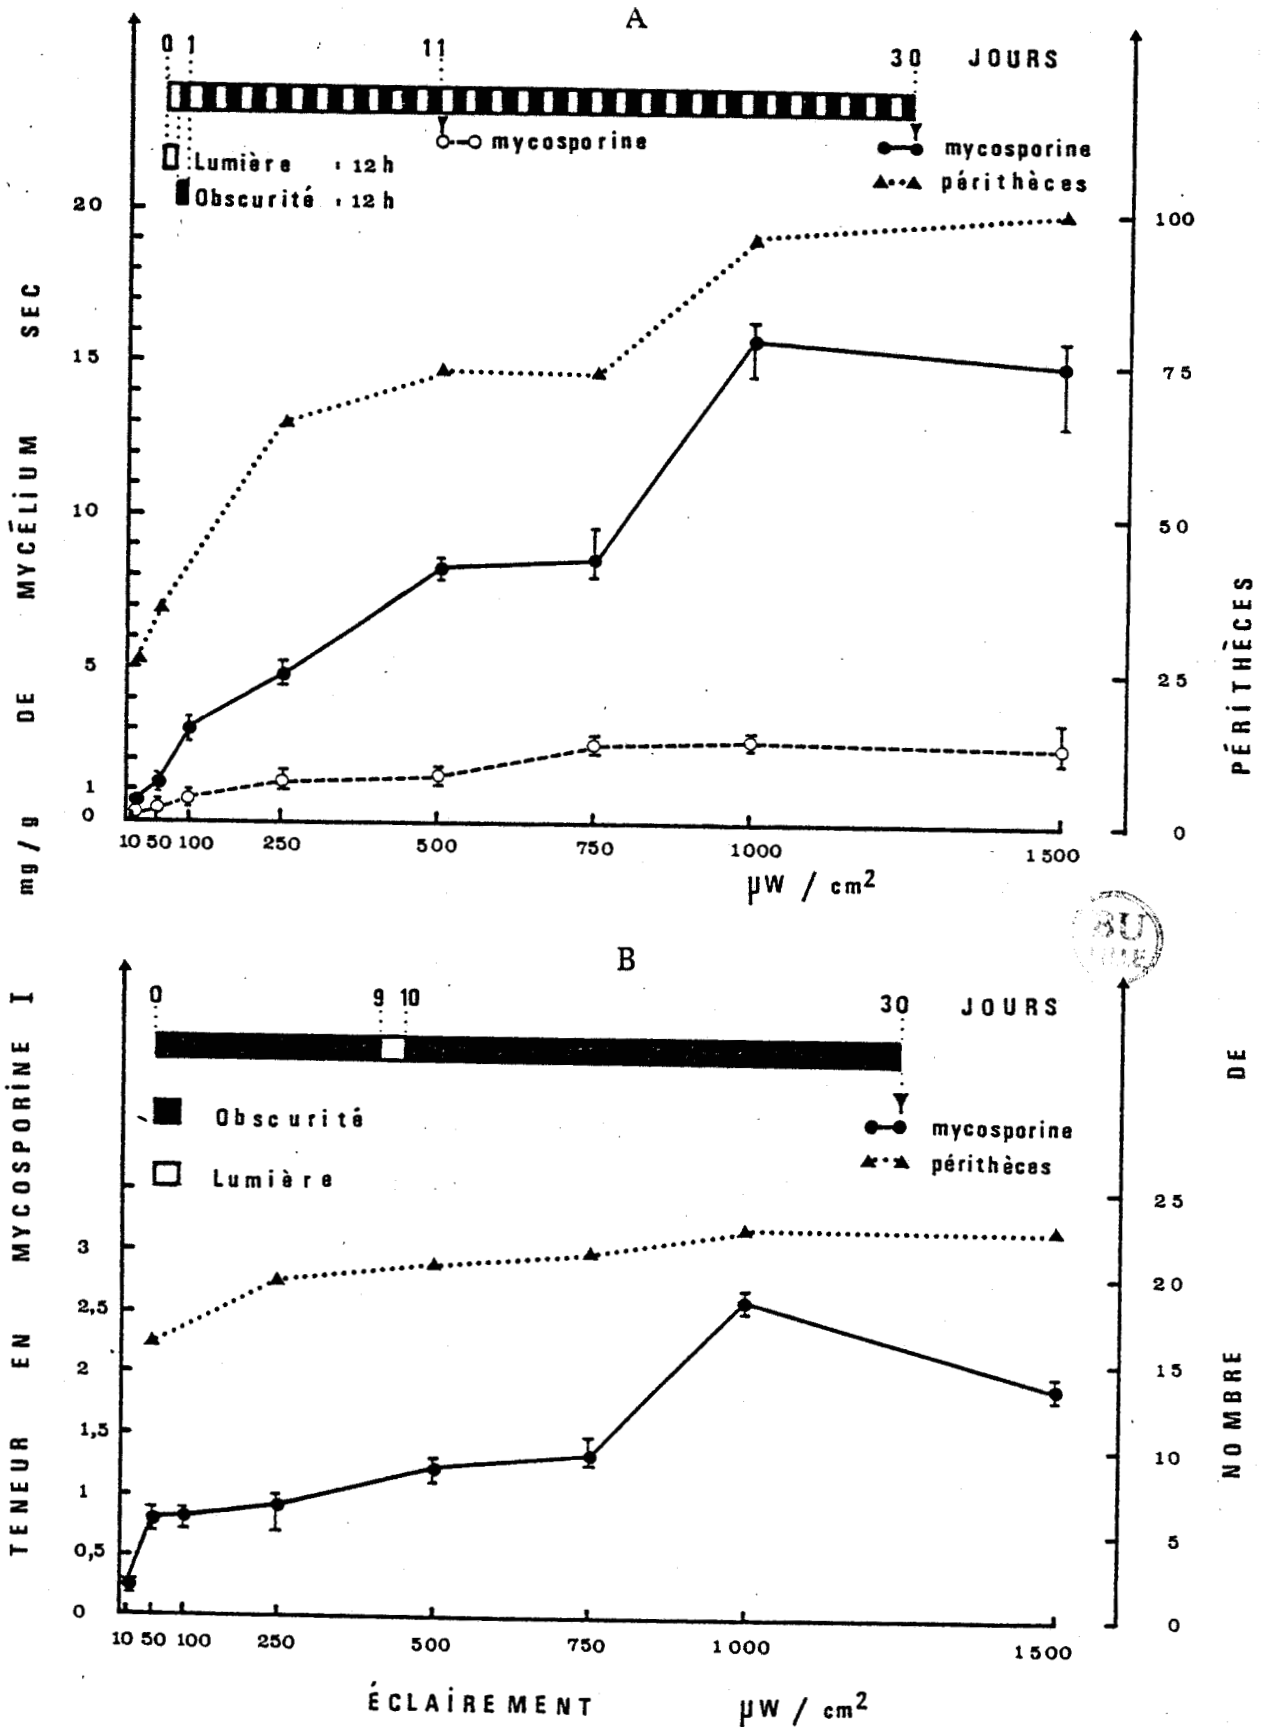 A
0 1 11 30 JOURS
mycosporine
Lumière : 12 h
Obscurité : 12 h
mycosporine
périthèces
20
15
10
5
1
0
100
75
50
25
0
10 50 100 250 500 750 1000 1500
µW / cm2
TENEUR EN MYCOSPORINE I mg/g DE MYCÉLIUM SEC
NOMBRE DE PÉRITHÈCES
BU
B
0 9 10 30 JOURS
Obscurité
Lumière
mycosporine
périthèces
3
2,5
2
1,5
1
0,5
0
25
20
15
10
5
0
10 50 100 250 500 750 1000 1500
ÉCLAIREMENT µW / cm2